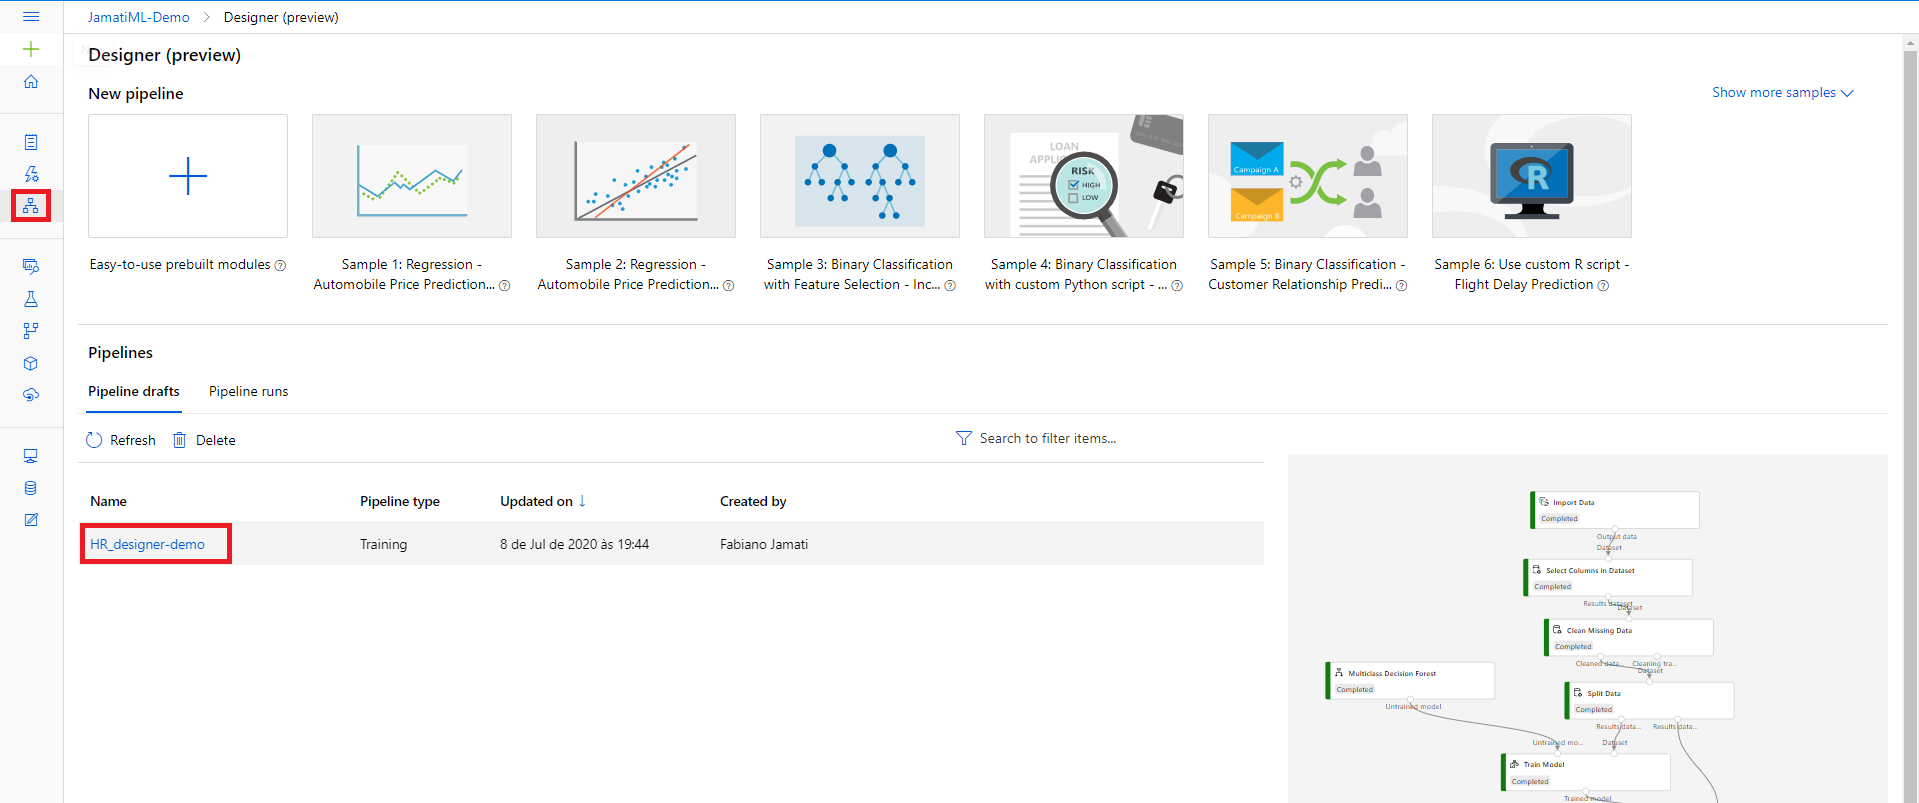 JamatiML-Demo > Designer (preview)
Designer (preview)
New pipeline
Show more samples
LOAN
RISK
HIGH
LOW
Campaign A
Campaign B
R
Easy-to-use prebuilt modules
Sample 1: Regression -
Automobile Price Prediction...
Sample 2: Regression -
Automobile Price Prediction...
Sample 3: Binary Classification
with Feature Selection - Inc...
Sample 4: Binary Classification
with custom Python script - ...
Sample 5: Binary Classification -
Customer Relationship Predi...
Sample 6: Use custom R script -
Flight Delay Prediction
Pipelines
Pipeline drafts Pipeline runs
Refresh Delete Search to filter items...
Name Pipeline type Updated on ↓ Created by
HR_designer-demo Training 8 de Jul de 2020 às 19:44 Fabiano Jamati
Import Data
Completed
Output data
Dataset
Select Columns in Dataset
Completed
Results dataset
Dataset
Clean Missing Data
Completed
Cleaned data... Cleaning tra...
Dataset
Multiclass Decision Forest
Completed
Untrained model
Split Data
Completed
Results data... Results data...
Untrained mo... Dataset
Train Model
Completed
Trained model